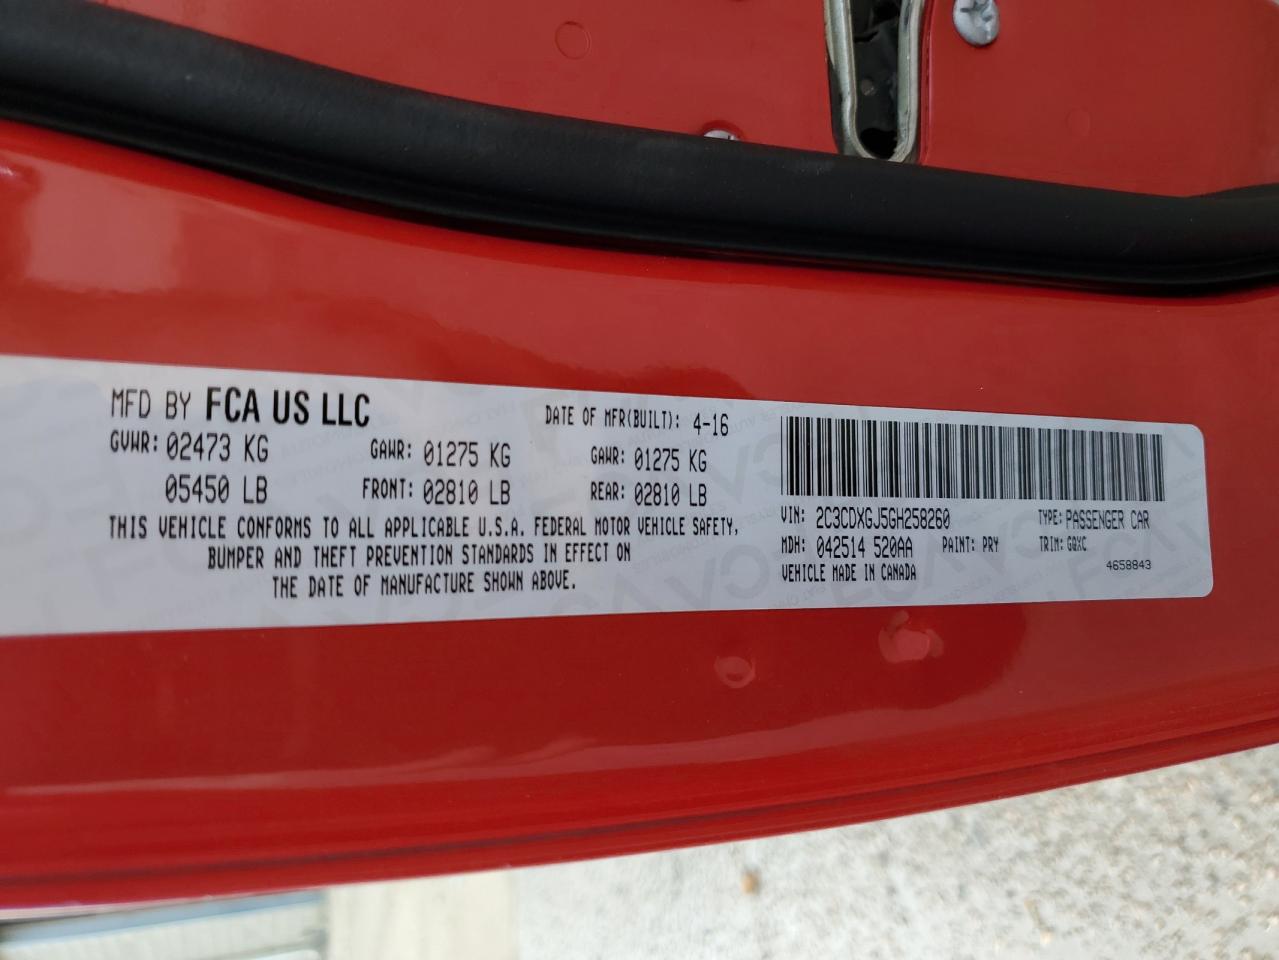 MFD BY FCA US LLC DATE OF MFR(BUILT): 4-16
GVWR: 02473 KG GAWR: 01275 KG GAWR: 01275 KG
05450 LB FRONT: 02810 LB REAR: 02810 LB
THIS VEHICLE CONFORMS TO ALL APPLICABLE U.S.A. FEDERAL MOTOR VEHICLE SAFETY,
BUMPER AND THEFT PREVENTION STANDARDS IN EFFECT ON
THE DATE OF MANUFACTURE SHOWN ABOVE.
VIN: 2C3CDXGJ5GH258260 TYPE: PASSENGER CAR
MDH: 042514 520AA PAINT: PRY TRIM: GQXC
VEHICLE MADE IN CANADA 4658843